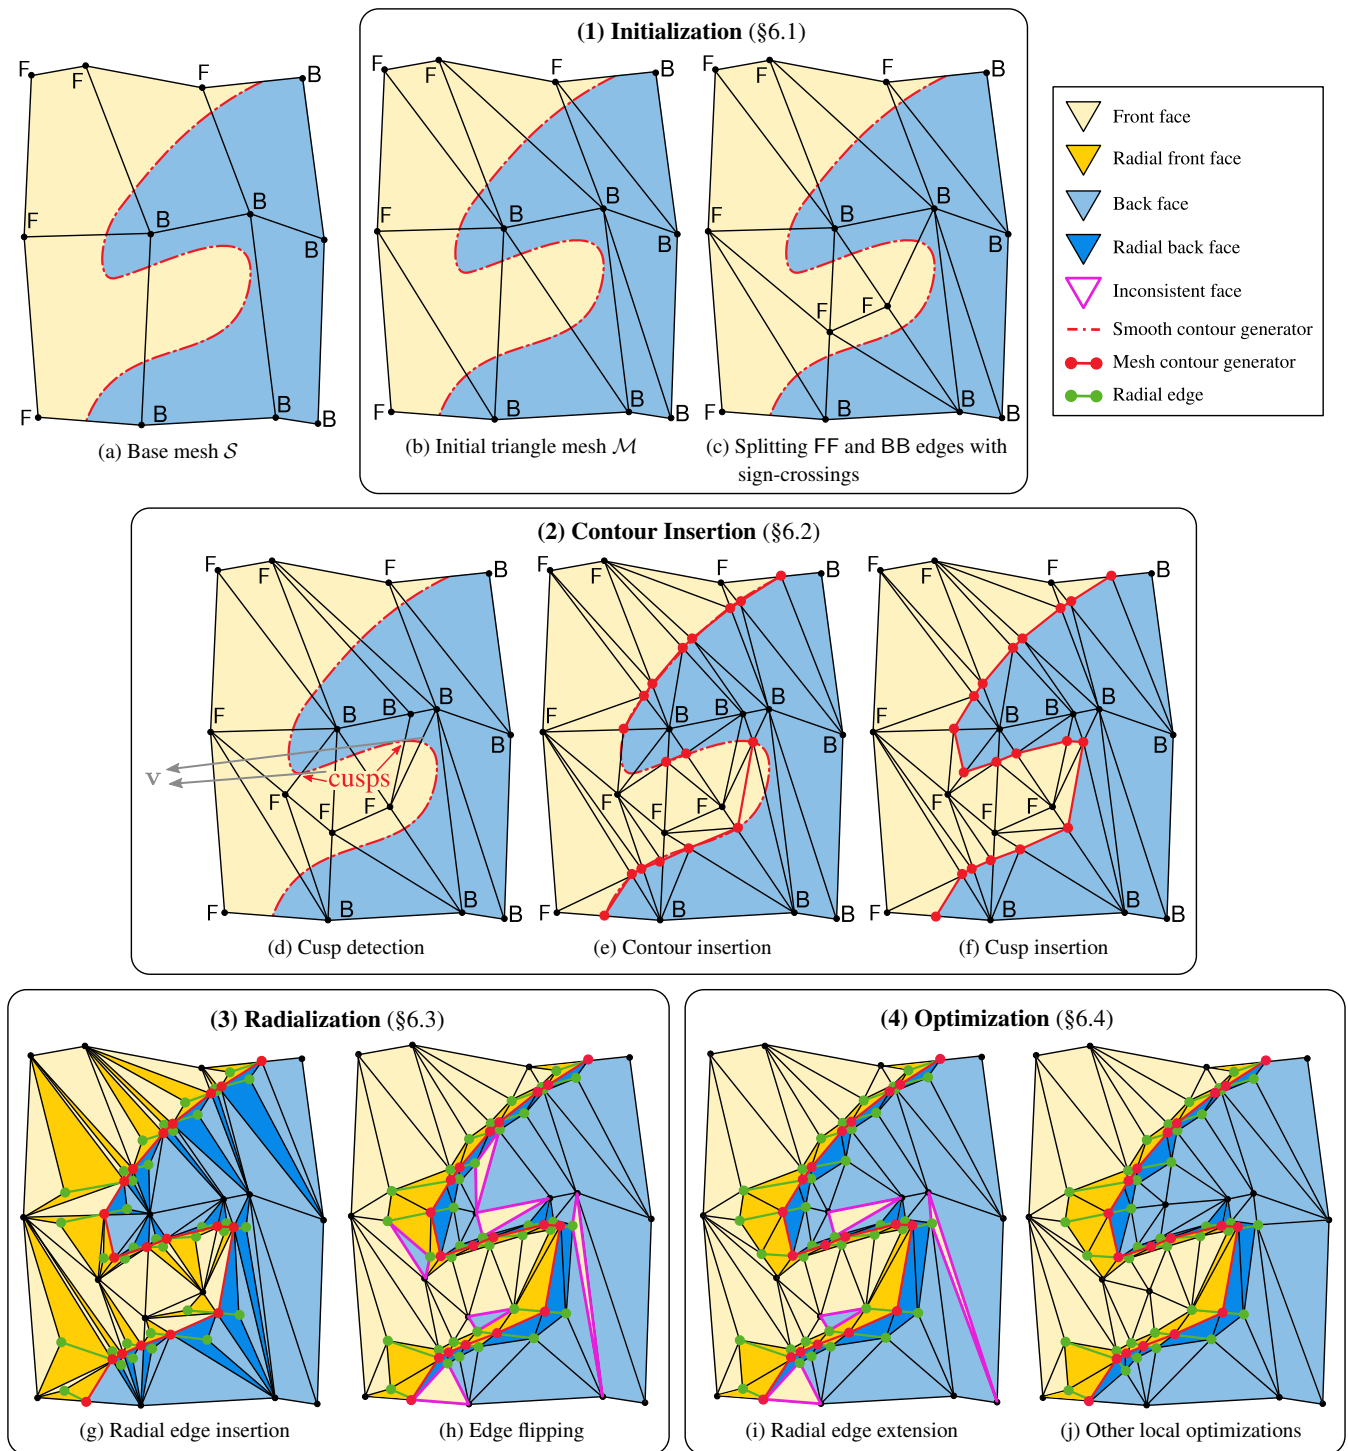 (1) Initialization (§6.1)
F F F B
F B B B
F B B B
(a) Base mesh S
F F F B
F B B B
F B B B
(b) Initial triangle mesh M
F F F B
F B B B
F F
F B B B
(c) Splitting FF and BB edges with
sign-crossings
Front face
Radial front face
Back face
Radial back face
Inconsistent face
Smooth contour generator
Mesh contour generator
Radial edge
(2) Contour Insertion (§6.2)
F F F B
F B B B B
v cusps
F F F
F B B B
(d) Cusp detection
F F F B
F B B B B
F F F
F B B B
(e) Contour insertion
F F F B
F B B B B
F F F
F B B B
(f) Cusp insertion
(3) Radialization (§6.3)
(g) Radial edge insertion
(h) Edge flipping
(4) Optimization (§6.4)
(i) Radial edge extension
(j) Other local optimizations